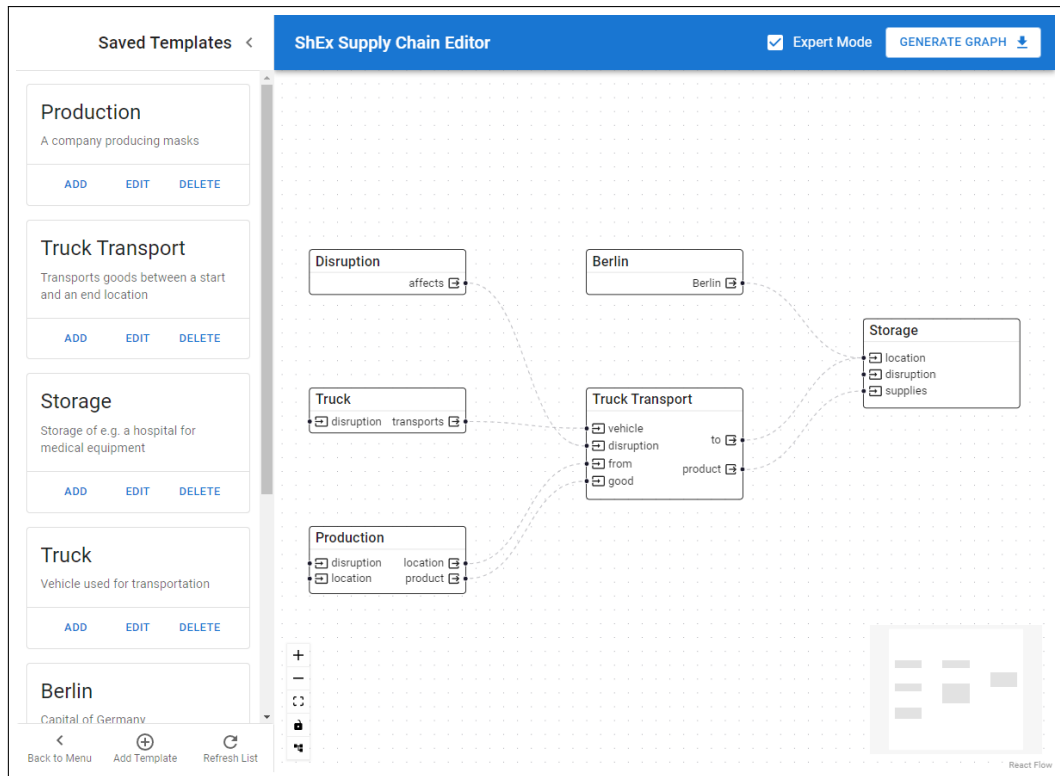 Saved Templates
ShEx Supply Chain Editor
Expert Mode
GENERATE GRAPH
Production
A company producing masks
ADD EDIT DELETE
Truck Transport
Transports goods between a start
and an end location
ADD EDIT DELETE
Storage
Storage of e.g. a hospital for
medical equipment
ADD EDIT DELETE
Truck
Vehicle used for transportation
ADD EDIT DELETE
Berlin
Capital of Germany
Back to Menu
Add Template
Refresh List
Disruption
affects
Berlin
Berlin
Storage
location
disruption
supplies
Truck
disruption transports
Truck Transport
vehicle
disruption
from
good
to
product
Production
disruption location
location product
React Flow